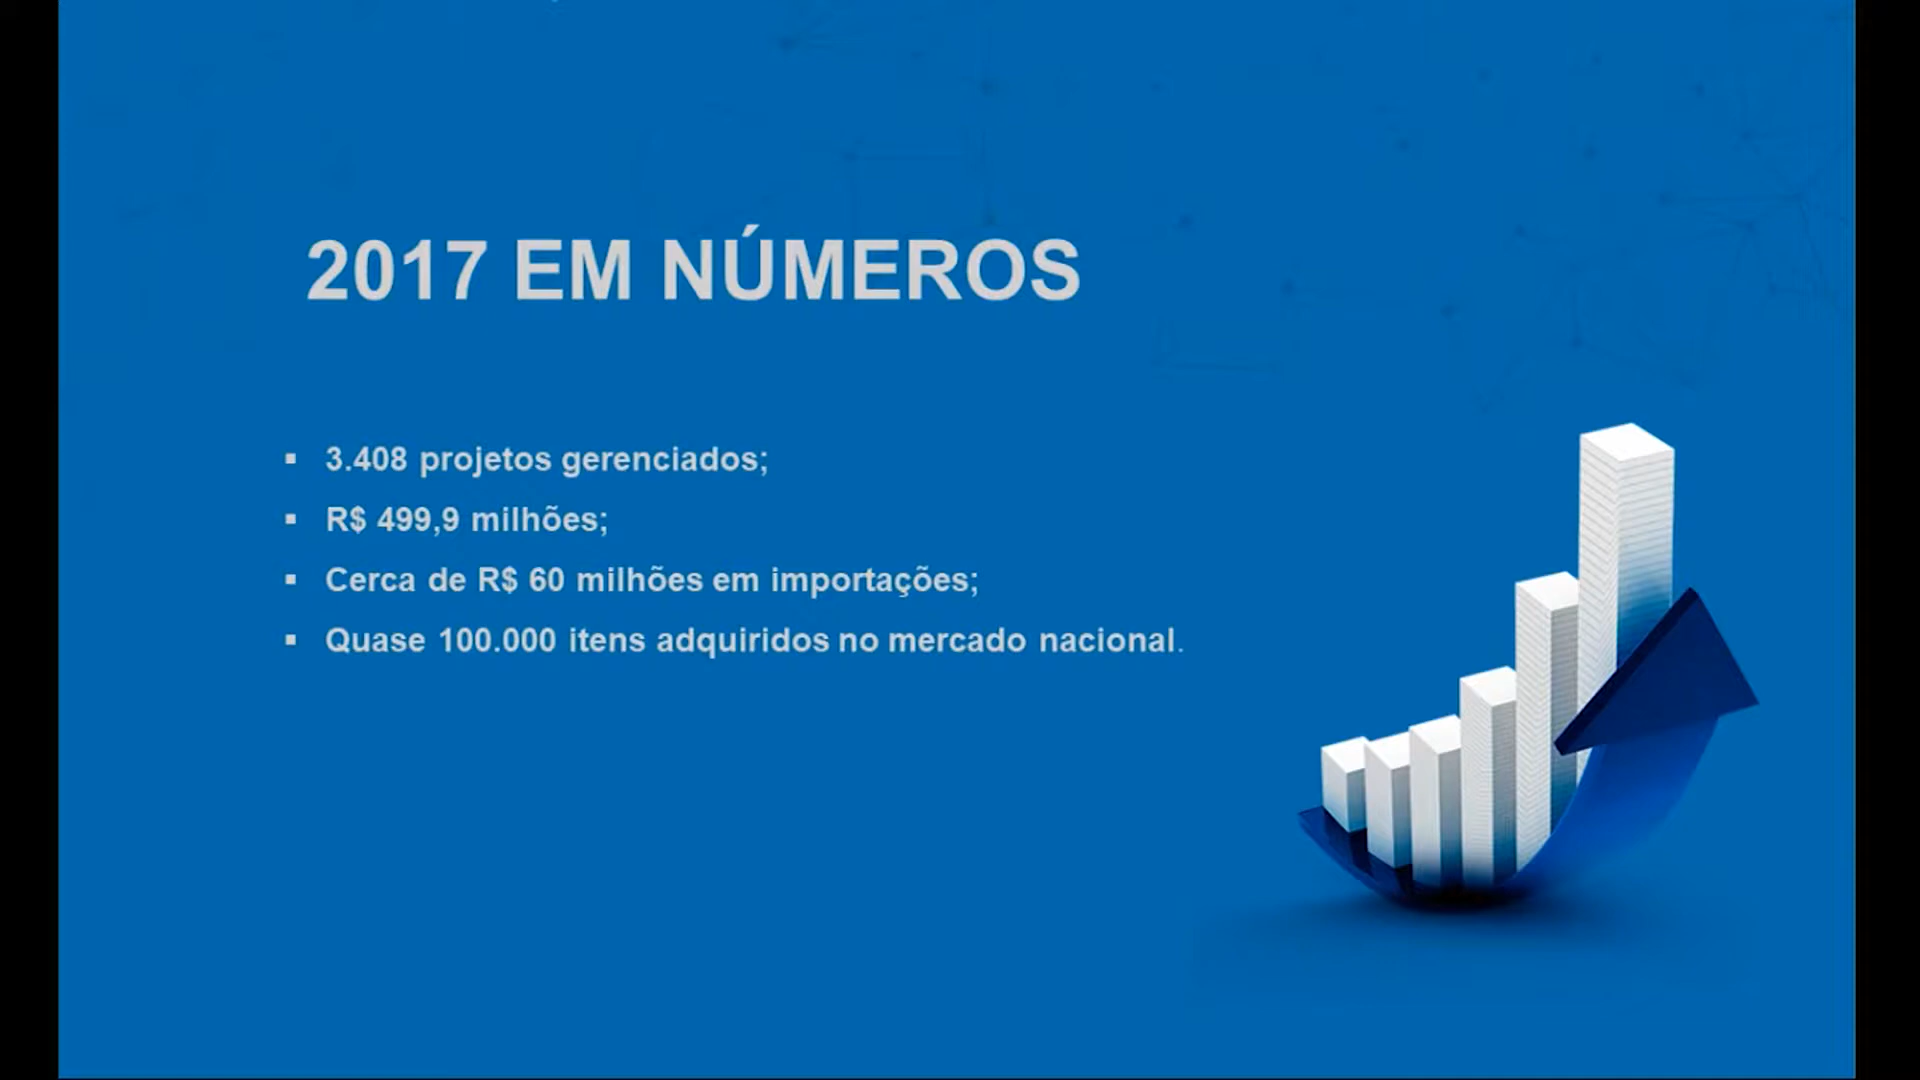 2017 EM NÚMEROS
▪ 3.408 projetos gerenciados;
▪ R$ 499,9 milhões;
▪ Cerca de R$ 60 milhões em importações;
▪ Quase 100.000 itens adquiridos no mercado nacional.